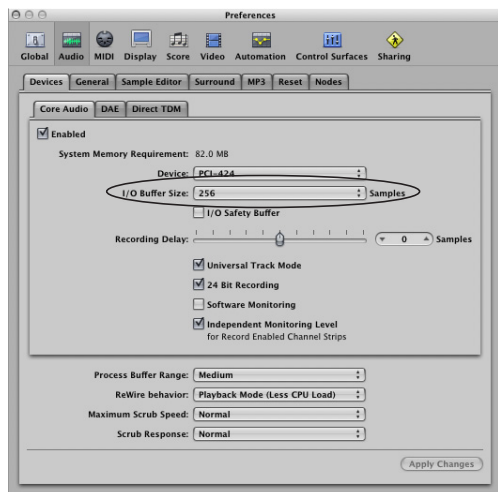 Preferences
Global Audio MIDI Display Score Video Automation Control Surfaces Sharing
Devices General Sample Editor Surround MP3 Reset Nodes
Core Audio DAE Direct TDM
Enabled
System Memory Requirement: 82.0 MB
Device: PCI-424
I/O Buffer Size: 256 Samples
I/O Safety Buffer
Recording Delay: 0 Samples
Universal Track Mode
24 Bit Recording
Software Monitoring
Independent Monitoring Level
for Record Enabled Channel Strips
Process Buffer Range: Medium
ReWire behavior: Playback Mode (Less CPU Load)
Maximum Scrub Speed: Normal
Scrub Response: Normal
Apply Changes